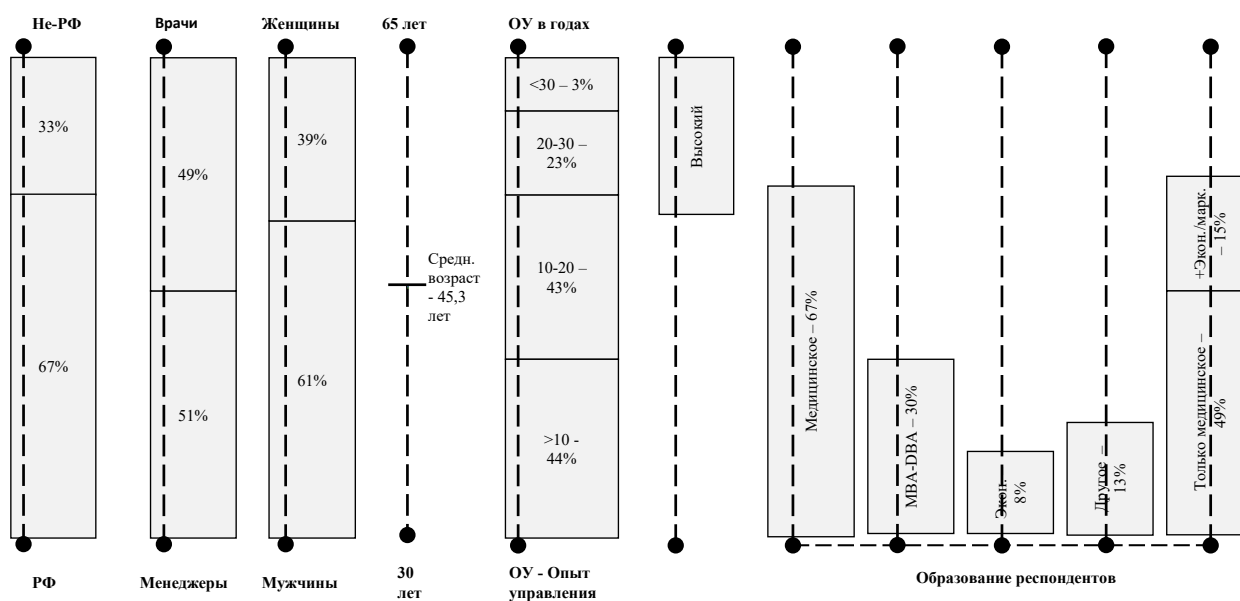 Не-РФ
Врачи
Женщины
65 лет
ОУ в годах
33%
67%
49%
51%
39%
61%
Средн.
возраст
- 45,3
лет
<30 – 3%
20-30 –
23%
10-20 –
43%
>10 -
44%
Высокий
Медицинское – 67%
MBA-DBA – 30%
Экон.
8%
Другое –
13%
+Экон./марк.
– 15%
Только медицинское –
49%
РФ
Менеджеры
Мужчины
30
лет
ОУ - Опыт
управления
Образование респондентов